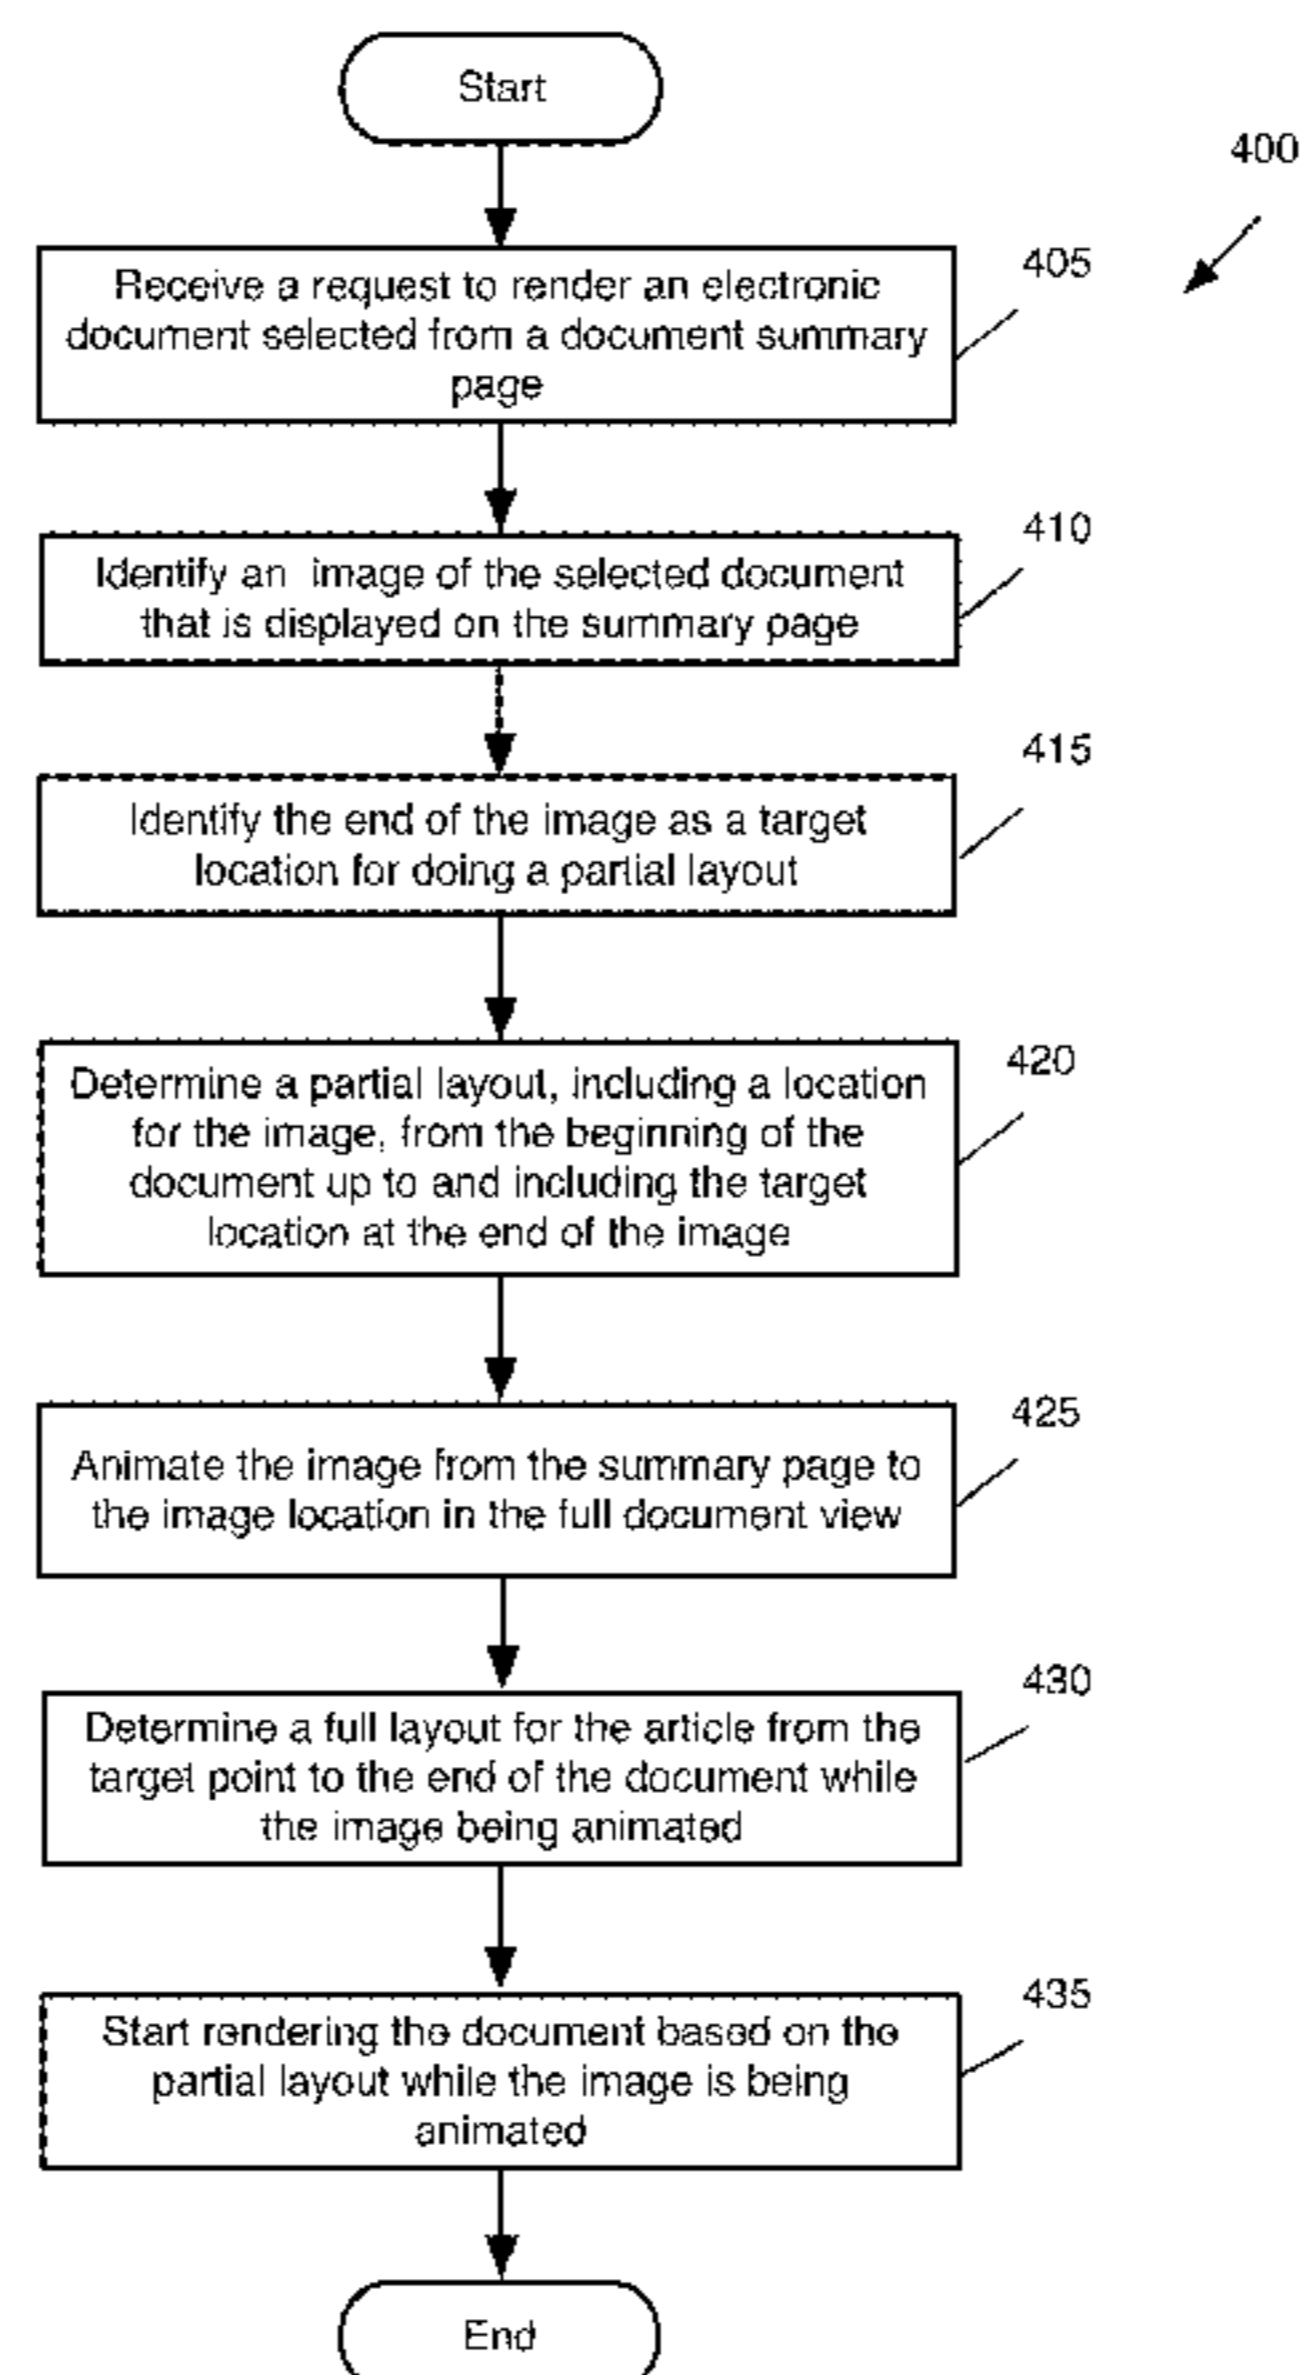 Start
400
405
Receive a request to render an electronic
document selected from a document summary
page
410
Identify an image of the selected document
that is displayed on the summary page
415
Identify the end of the image as a target
location for doing a partial layout
420
Determine a partial layout, including a location
for the image, from the beginning of the
document up to and including the target
location at the end of the image
425
Animate the image from the summary page to
the image location in the full document view
430
Determine a full layout for the article from the
target point to the end of the document while
the image being animated
435
Start rendering the document based on the
partial layout while the image is being
animated
End